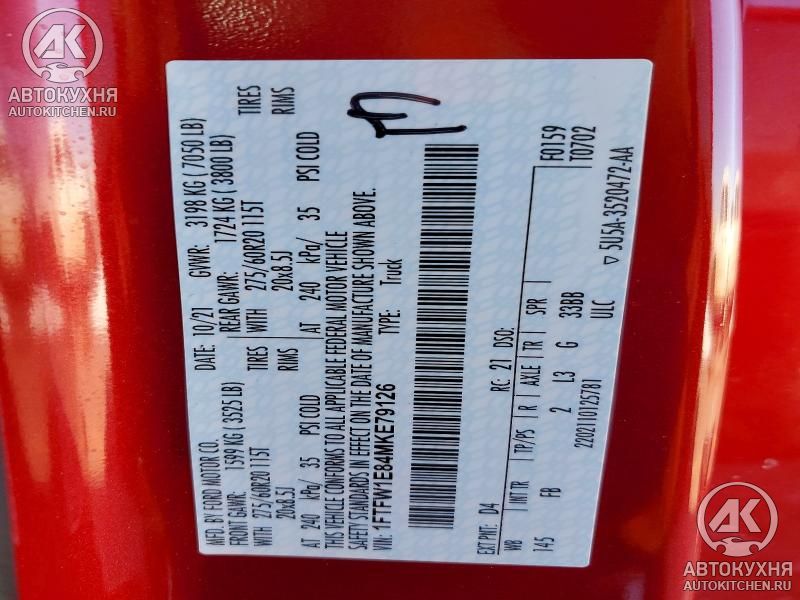 AK
АВТОКУХНЯ
AUTOKITCHEN.RU
MFD. BY FORD MOTOR CO.
DATE: 10/21 GVWR: 3198 KG ( 7050 LB)
FRONT GAWR: 1599 KG ( 3525 LB) REAR GAWR: 1724 KG ( 3800 LB)
WITH 275/60R20 115T TIRES WITH 275/60R20 115T TIRES
20x8.5J RIMS 20x8.5J RIMS
AT 240 kPa/ 35 PSI COLD AT 240 kPa/ 35 PSI COLD
THIS VEHICLE CONFORMS TO ALL APPLICABLE FEDERAL MOTOR VEHICLE
SAFETY STANDARDS IN EFFECT ON THE DATE OF MANUFACTURE SHOWN ABOVE.
VIN: 1FTFW1E84MKE79126 TYPE: Truck
F0159
T0702
EXT PNT: D4 RC: 21 DSO:
WB INT TR TP/PS R AXLE TR SPR
145 FB 2 L3 G 33BB
2202110125781 ULC
▽ 5U5A-3520472-AA
AK
АВТОКУХНЯ
AUTOKITCHEN.RU